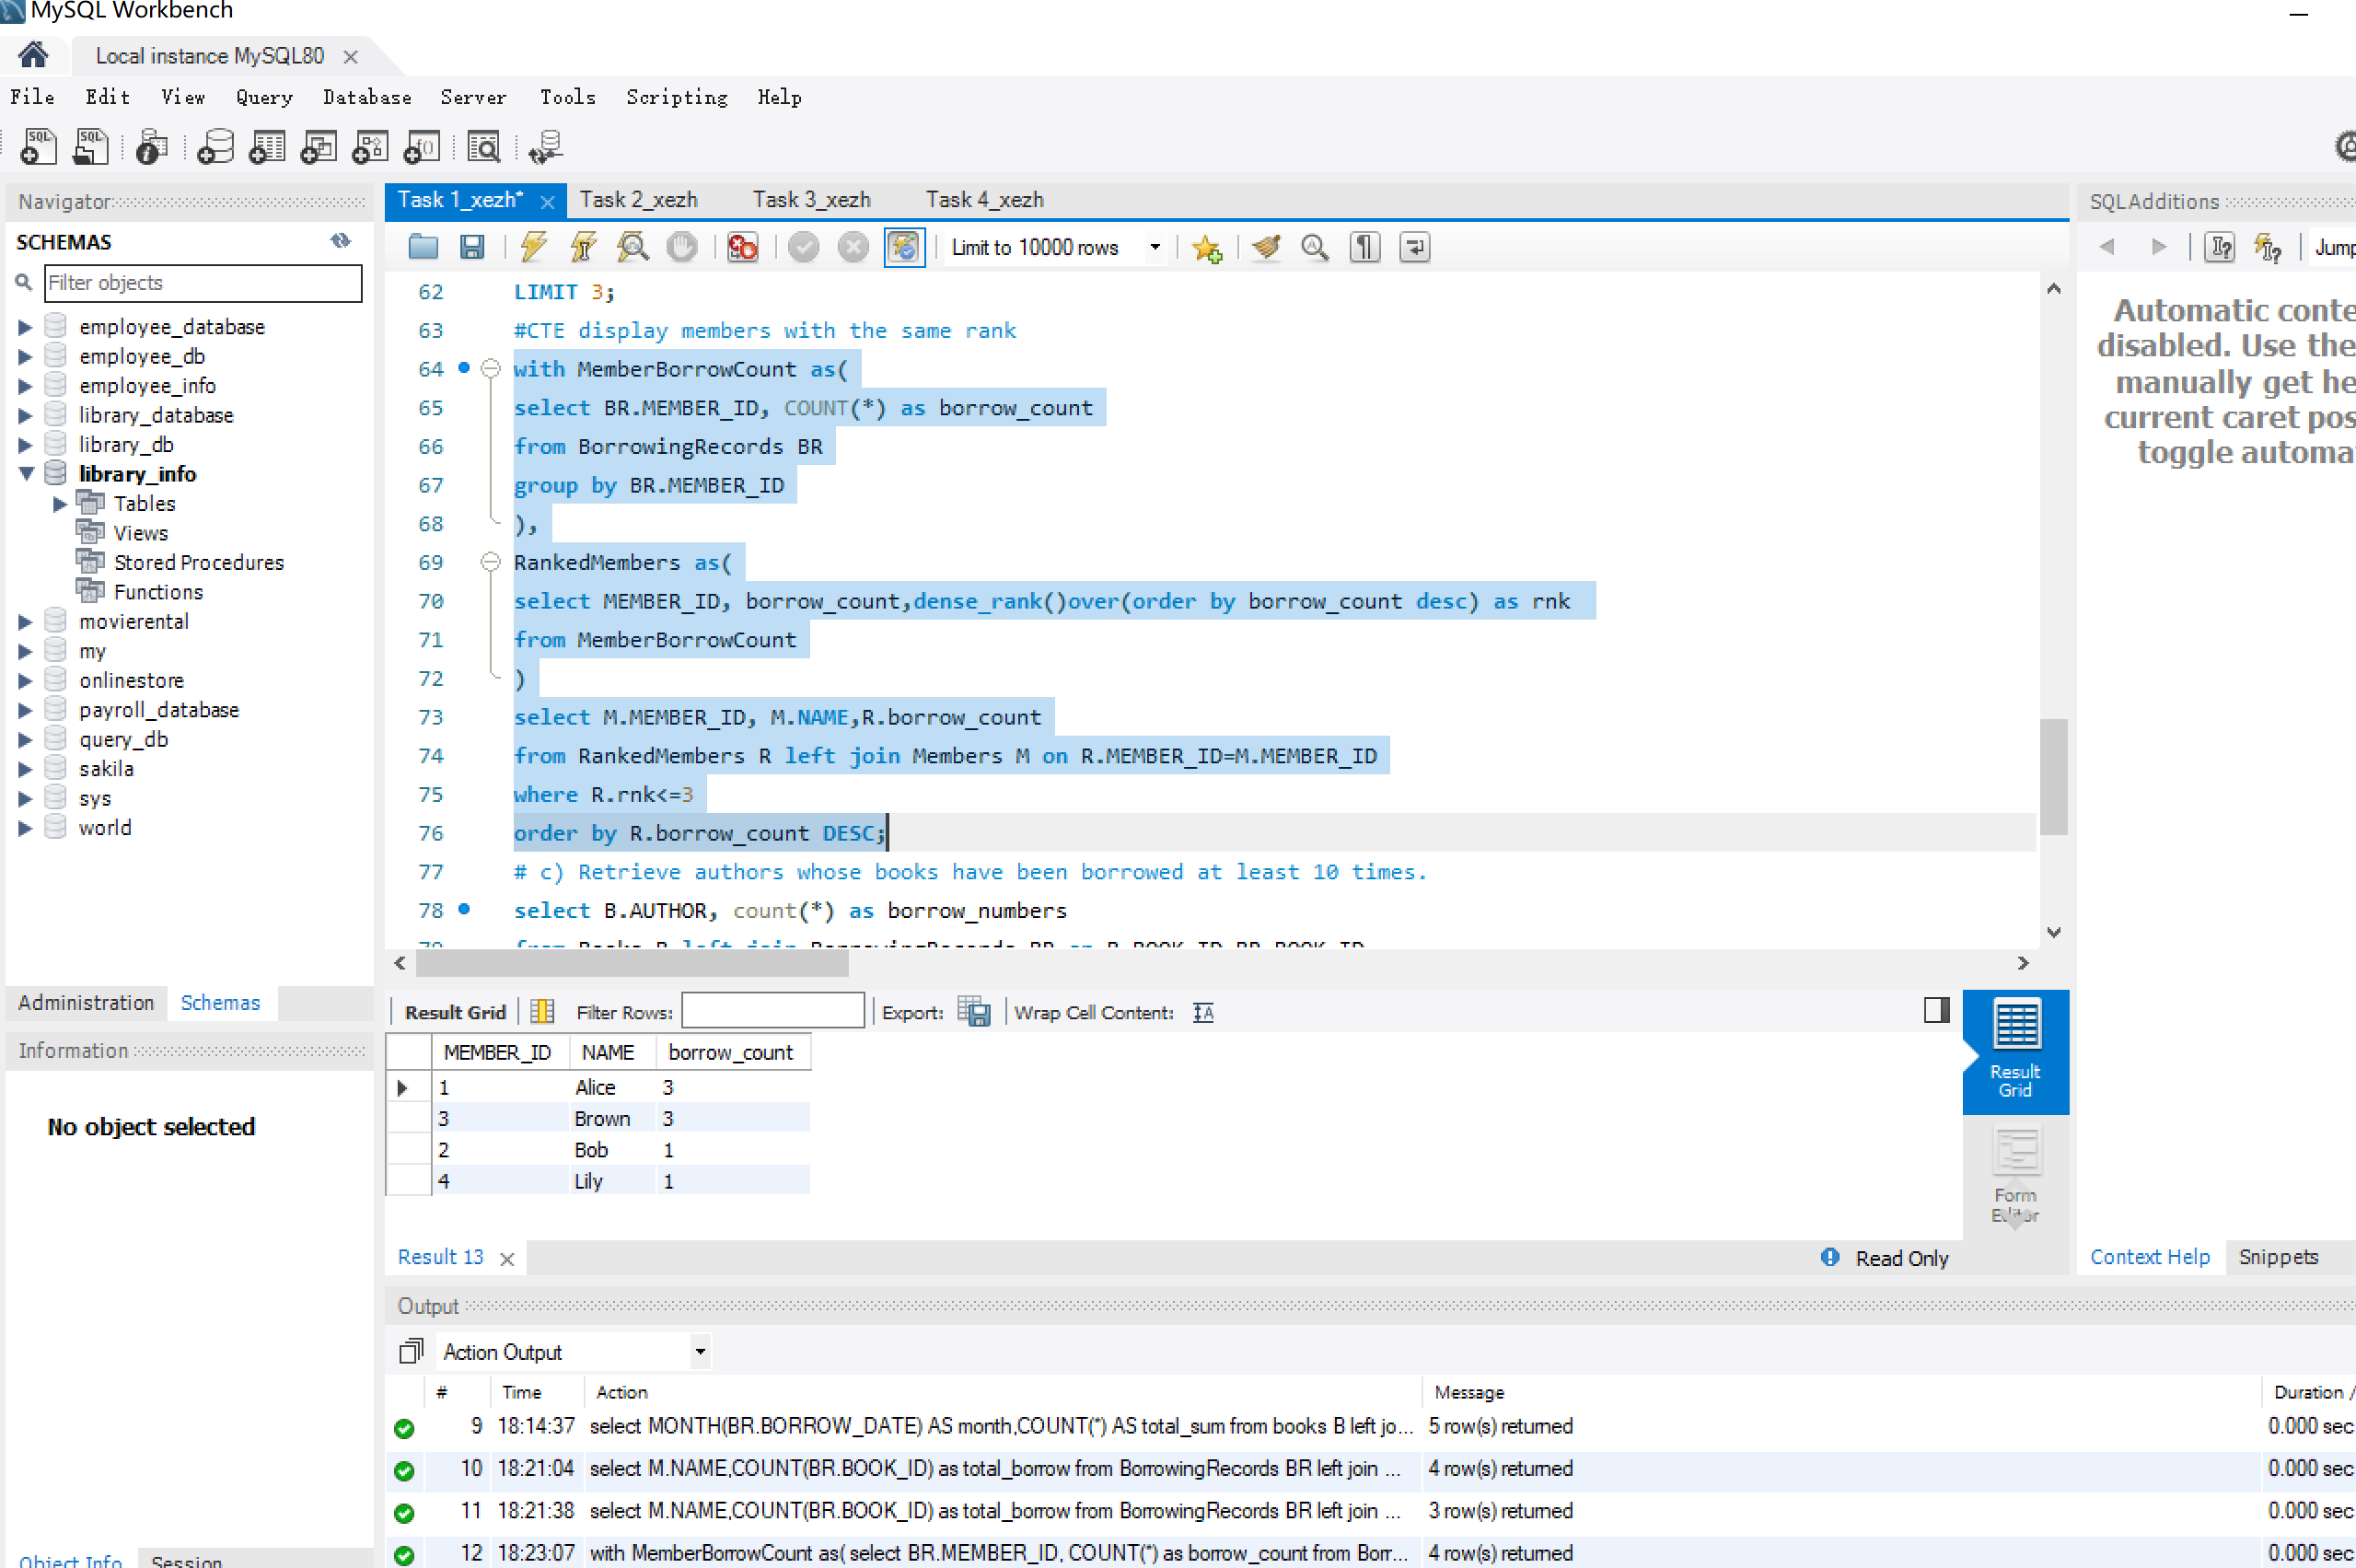 MySQL Workbench
Local instance MySQL80
File Edit View Query Database Server Tools Scripting Help
Navigator
SCHEMAS
Filter objects
employee_database
employee_db
employee_info
library_database
library_db
library_info
Tables
Views
Stored Procedures
Functions
movierental
my
onlinestore
payroll_database
query_db
sakila
sys
world
Administration Schemas
Information
No object selected
Object Info Session
Task 1_xezh* Task 2_xezh Task 3_xezh Task 4_xezh
Limit to 10000 rows
62 LIMIT 3;
63 #CTE display members with the same rank
64 with MemberBorrowCount as(
65 select BR.MEMBER_ID, COUNT(*) as borrow_count
66 from BorrowingRecords BR
67 group by BR.MEMBER_ID
68 ),
69 RankedMembers as(
70 select MEMBER_ID, borrow_count,dense_rank()over(order by borrow_count desc) as rnk
71 from MemberBorrowCount
72 )
73 select M.MEMBER_ID, M.NAME,R.borrow_count
74 from RankedMembers R left join Members M on R.MEMBER_ID=M.MEMBER_ID
75 where R.rnk<=3
76 order by R.borrow_count DESC;
77 # c) Retrieve authors whose books have been borrowed at least 10 times.
78 select B.AUTHOR, count(*) as borrow_numbers
Result Grid Filter Rows: Export: Wrap Cell Content:
MEMBER_ID NAME borrow_count
1 Alice 3
3 Brown 3
2 Bob 1
4 Lily 1
Result Grid
Form Editor
Result 13 Read Only
Output
Action Output
# Time Action Message Duration /
9 18:14:37 select MONTH(BR.BORROW_DATE) AS month,COUNT(*) AS total_sum from books B left jo... 5 row(s) returned 0.000 sec
10 18:21:04 select M.NAME,COUNT(BR.BOOK_ID) as total_borrow from BorrowingRecords BR left join ... 4 row(s) returned 0.000 sec
11 18:21:38 select M.NAME,COUNT(BR.BOOK_ID) as total_borrow from BorrowingRecords BR left join ... 3 row(s) returned 0.000 sec
12 18:23:07 with MemberBorrowCount as( select BR.MEMBER_ID, COUNT(*) as borrow_count from Borr... 4 row(s) returned 0.000 sec
SQLAdditions
Jump
Automatic conte
disabled. Use the
manually get he
current caret pos
toggle automa
Context Help Snippets